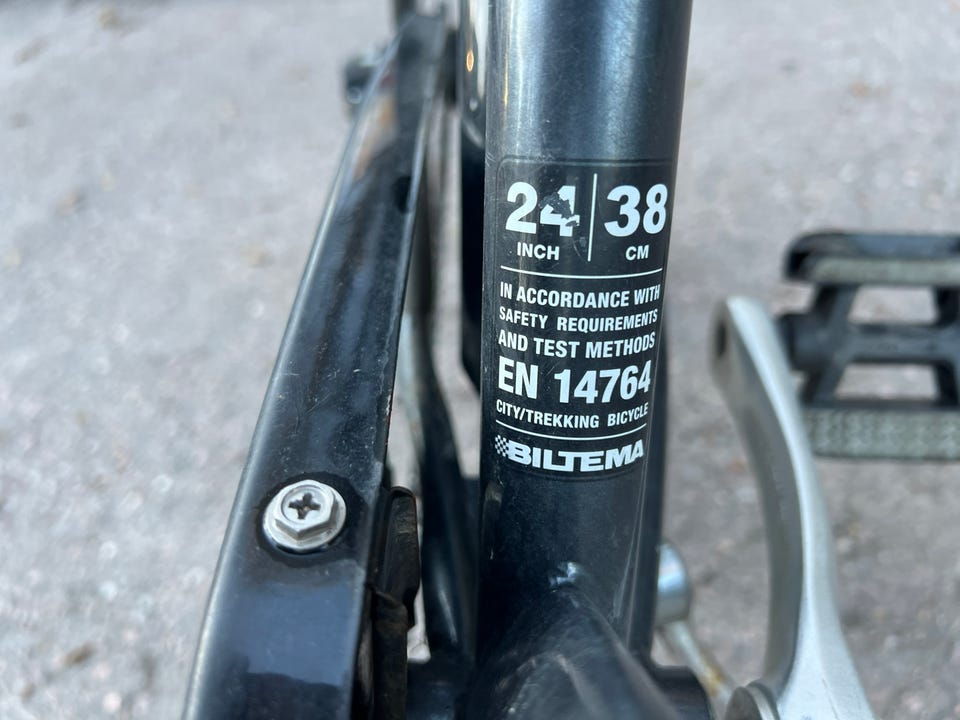 24 | 38
INCH CM
IN ACCORDANCE WITH
SAFETY REQUIREMENTS
AND TEST METHODS
EN 14764
CITY/TREKKING BICYCLE
BILTEMA